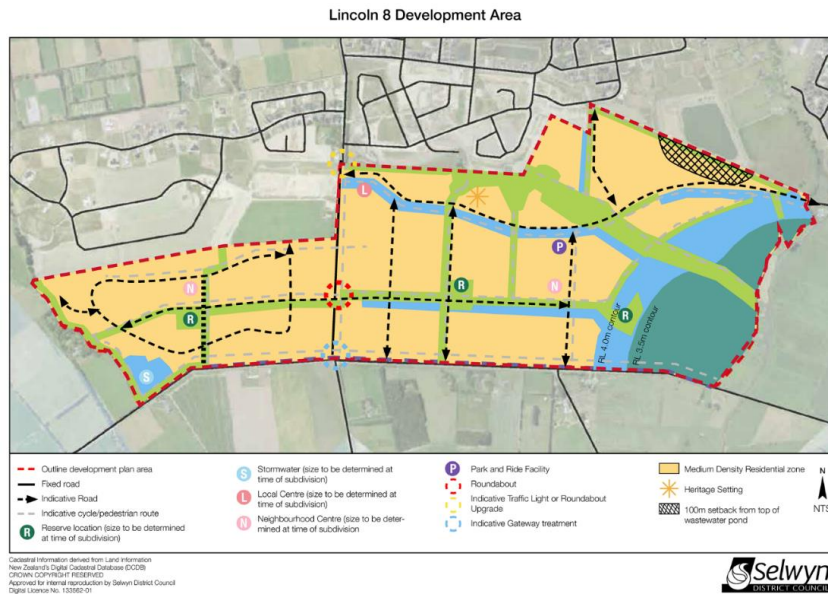 Lincoln 8 Development Area
L
P
N
N
R
R
R
S
RL 4.0m contour
RL 3.5m contour
Outline development plan area
Fixed road
Indicative Road
Indicative cycle/pedestrian route
R Reserve location (size to be determined
at time of subdivision)
S Stormwater (size to be determined at
time of subdivision)
L Local Centre (size to be determined at
time of subdivision)
N Neighbourhood Centre (size to be deter-
mined at time of subdivision
P Park and Ride Facility
Roundabout
Indicative Traffic Light or Roundabout
Upgrade
Indicative Gateway treatment
Medium Density Residential zone
Heritage Setting
100m setback from top of
wastewater pond
N
NTS
Cadastral Information derived from Land Information
New Zealand's Digital Cadastral Database (DCDB)
CROWN COPYRIGHT RESERVED
Approved for internal reproduction by Selwyn District Council
Digital Licence No. 133562-01
Selwyn
DISTRICT COUNCIL